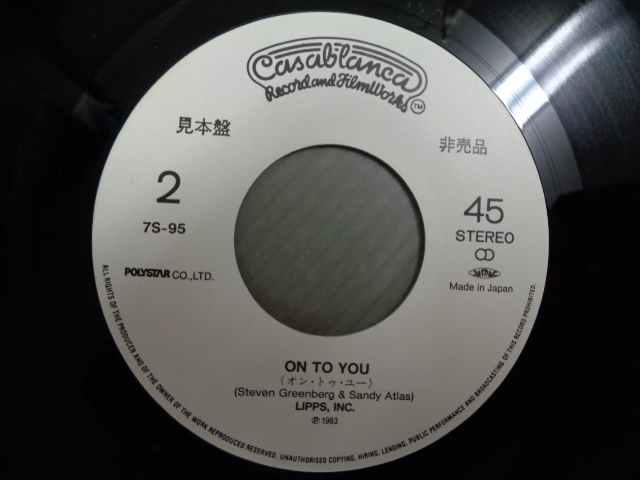 Casablanca
Record and FilmWorks
TM
見本盤
非売品
2
45
7S-95
STEREO
POLYSTAR CO.,LTD.
JASRAC
Made in Japan
ON TO YOU
(オン・トゥ・ユー)
(Steven Greenberg & Sandy Atlas)
LIPPS, INC.
Ⓟ 1983
ALL RIGHTS OF THE PRODUCER AND OF THE OWNER OF THE WORK REPRODUCED RESERVED. UNAUTHORISED COPYING, HIRING, LENDING, PUBLIC PERFORMANCE AND BROADCASTING OF THIS RECORD PROHIBITED.